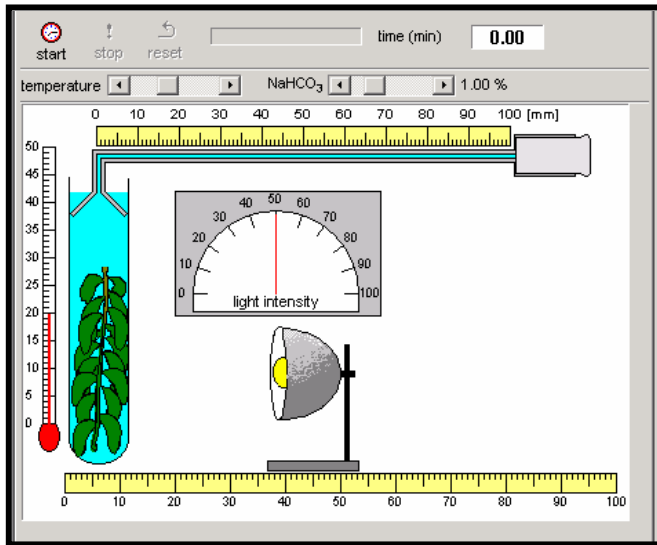 time (min) 0.00
start stop reset
temperature NaHCO₃ 1.00 %
0 10 20 30 40 50 60 70 80 90 100 [mm]
50
45
40
35
30
25
20
15
10
5
0
0 10 20 30 40 50 60 70 80 90 100
light intensity
0 10 20 30 40 50 60 70 80 90 100